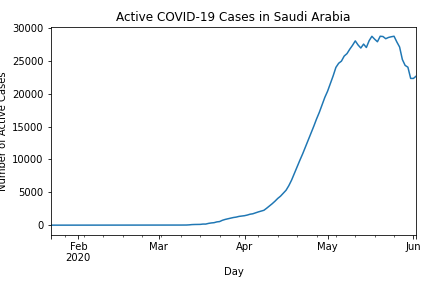 Active COVID-19 Cases in Saudi Arabia
30000
25000
20000
15000
10000
5000
0
Number of Active Cases
Feb
2020
Mar
Apr
May
Jun
Day